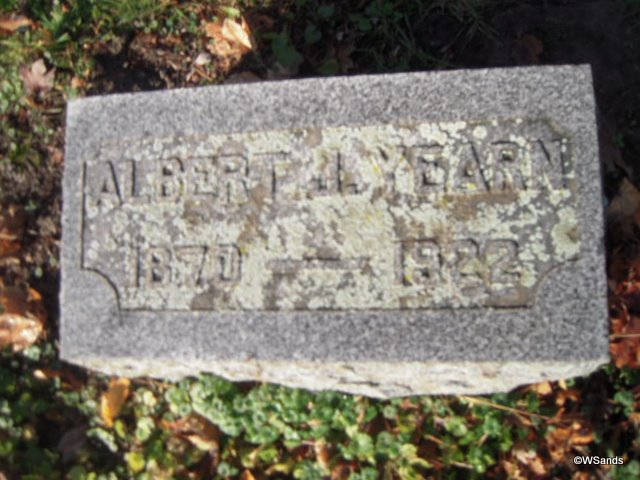 ALBERT J. YEARN
1870 — 1922
©WSands